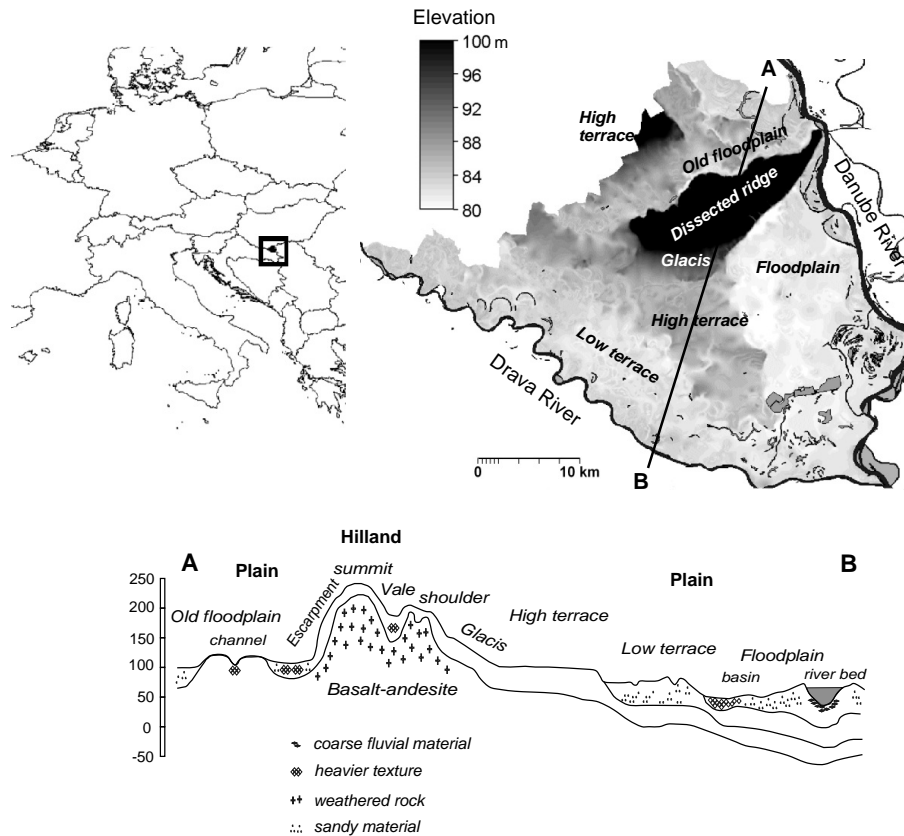 Elevation
100 m
96
92
88
84
80
A
High
terrace
Old floodplain
Dissected ridge
Danube River
Glacis
Floodplain
High terrace
Low terrace
Drava River
0
10 km
B
Hilland
A
Plain
summit
Vale
shoulder
Escarpment
Glacis
Old floodplain
channel
High terrace
Plain
B
Low terrace
Floodplain
basin
river bed
250
200
150
100
50
0
-50
Basalt-andesite
coarse fluvial material
heavier texture
weathered rock
sandy material